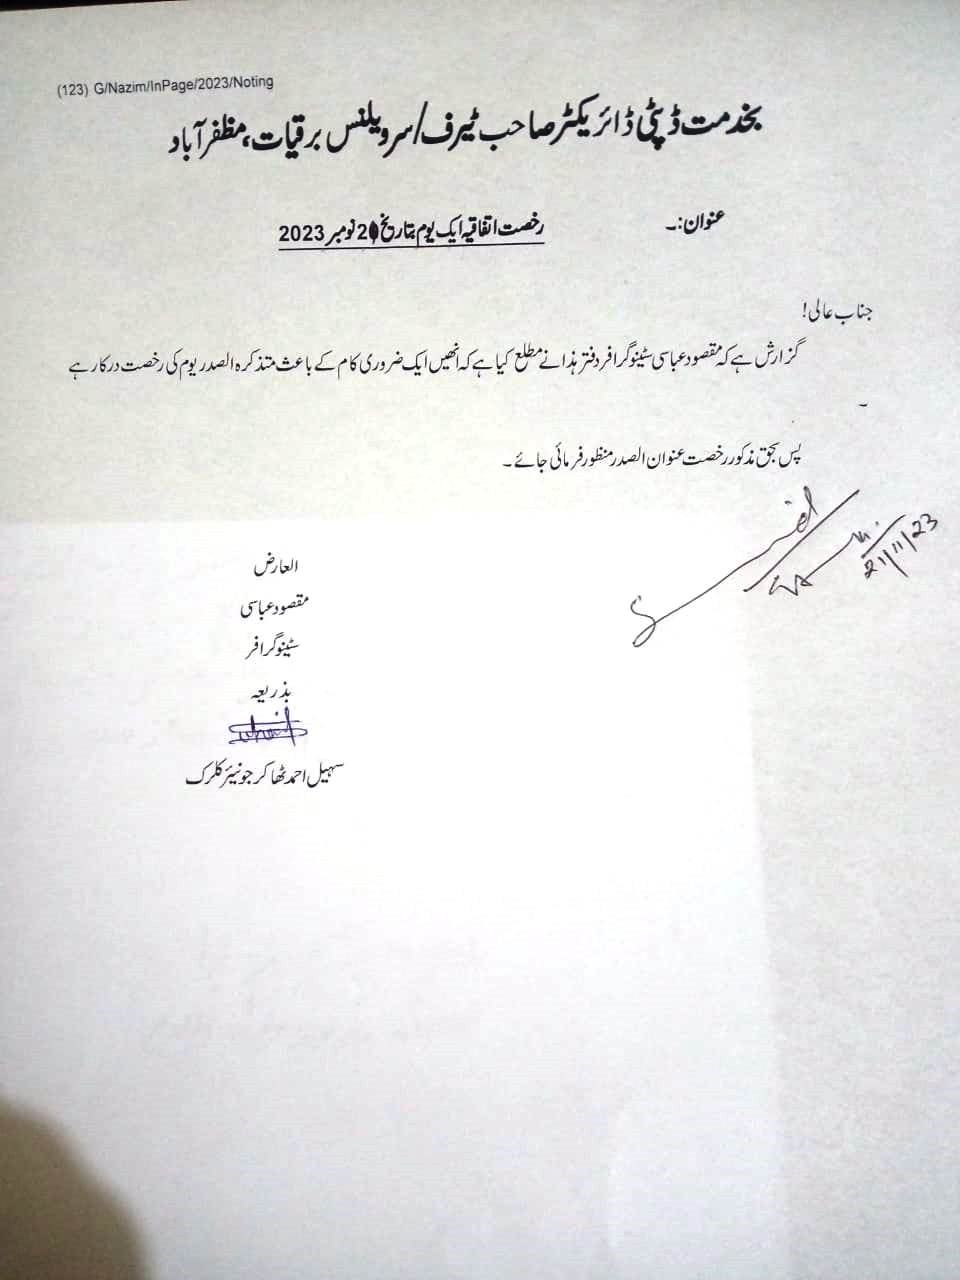 (123) G/Nazim/InPage/2023/Noting
بخدمت ڈپٹی ڈائریکٹر صاحب ٹیرف/سرویلنس برقیات، مظفرآباد
عنوان:۔ رخصت اتفاقیہ ایک یوم بتاریخ 2 نومبر 2023
جناب عالی!
گزارش ہے کہ مقصود عباسی سٹینوگرافر دفتر ہذا نے مطلع کیا ہے کہ انھیں ایک ضروری کام کے باعث متذکرہ الصدر یوم کی رخصت درکار ہے
۔
پس بحق مذکور رخصت عنوان الصدر منظور فرمائی جائے۔
21/11/23
العارض
مقصود عباسی
سٹینوگرافر
بذریعہ
سہیل احمد ٹھاکر جونیئر کلرک